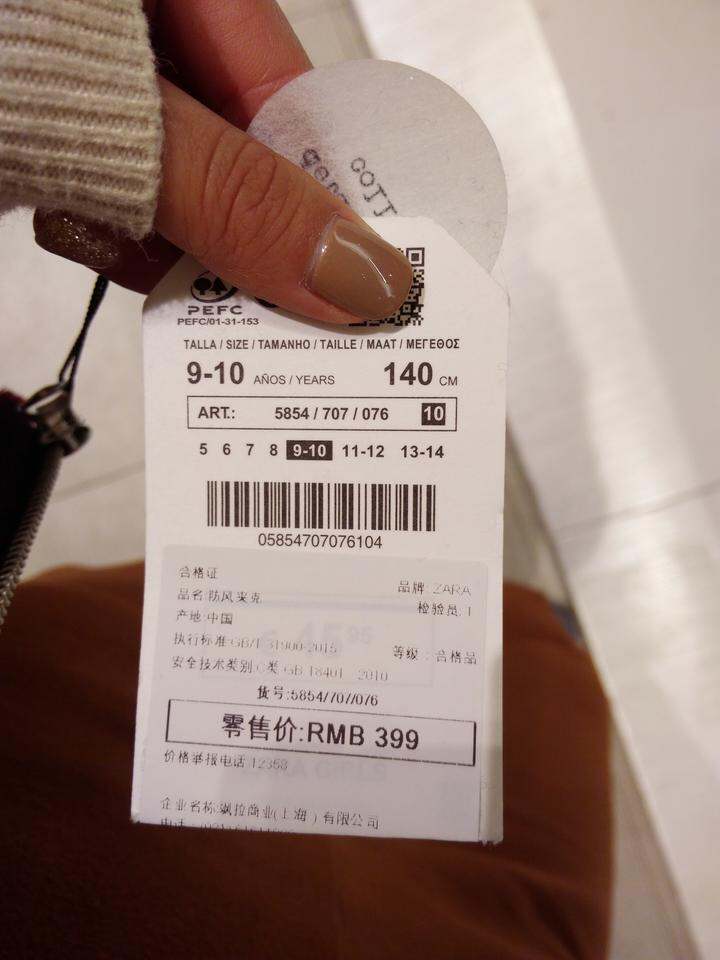 COTT
PEFC
PEFC/01-31-153
TALLA / SIZE / TAMANHO / TAILLE / MAAT / ΜΕΓΕΘΟΣ
9-10 AÑOS / YEARS 140 CM
ART.: 5854 / 707 / 076 10
5 6 7 8 9-10 11-12 13-14
05854707076104
合格证
品牌: ZARA
品名:防风夹克
检验员: 1
产地:中国
执行标准:GB/T 31900-2015
等级：合格品
安全技术类别:C类 GB 18401 2010
货号:5854/707/076
零售价:RMB 399
价格举报电话 12358
企业名称:飒拉商业(上海）有限公司
电话: